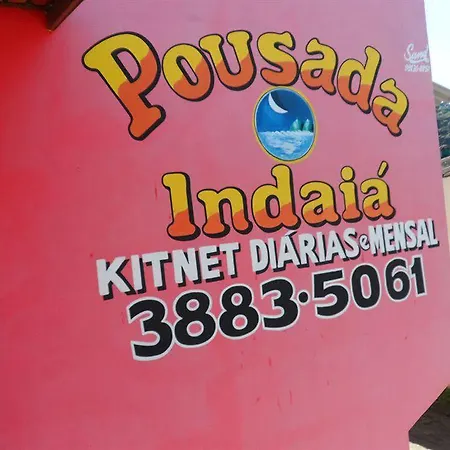 Pousada
Indaiá
KITNET DIÁRIAS e MENSAL
3883·5061